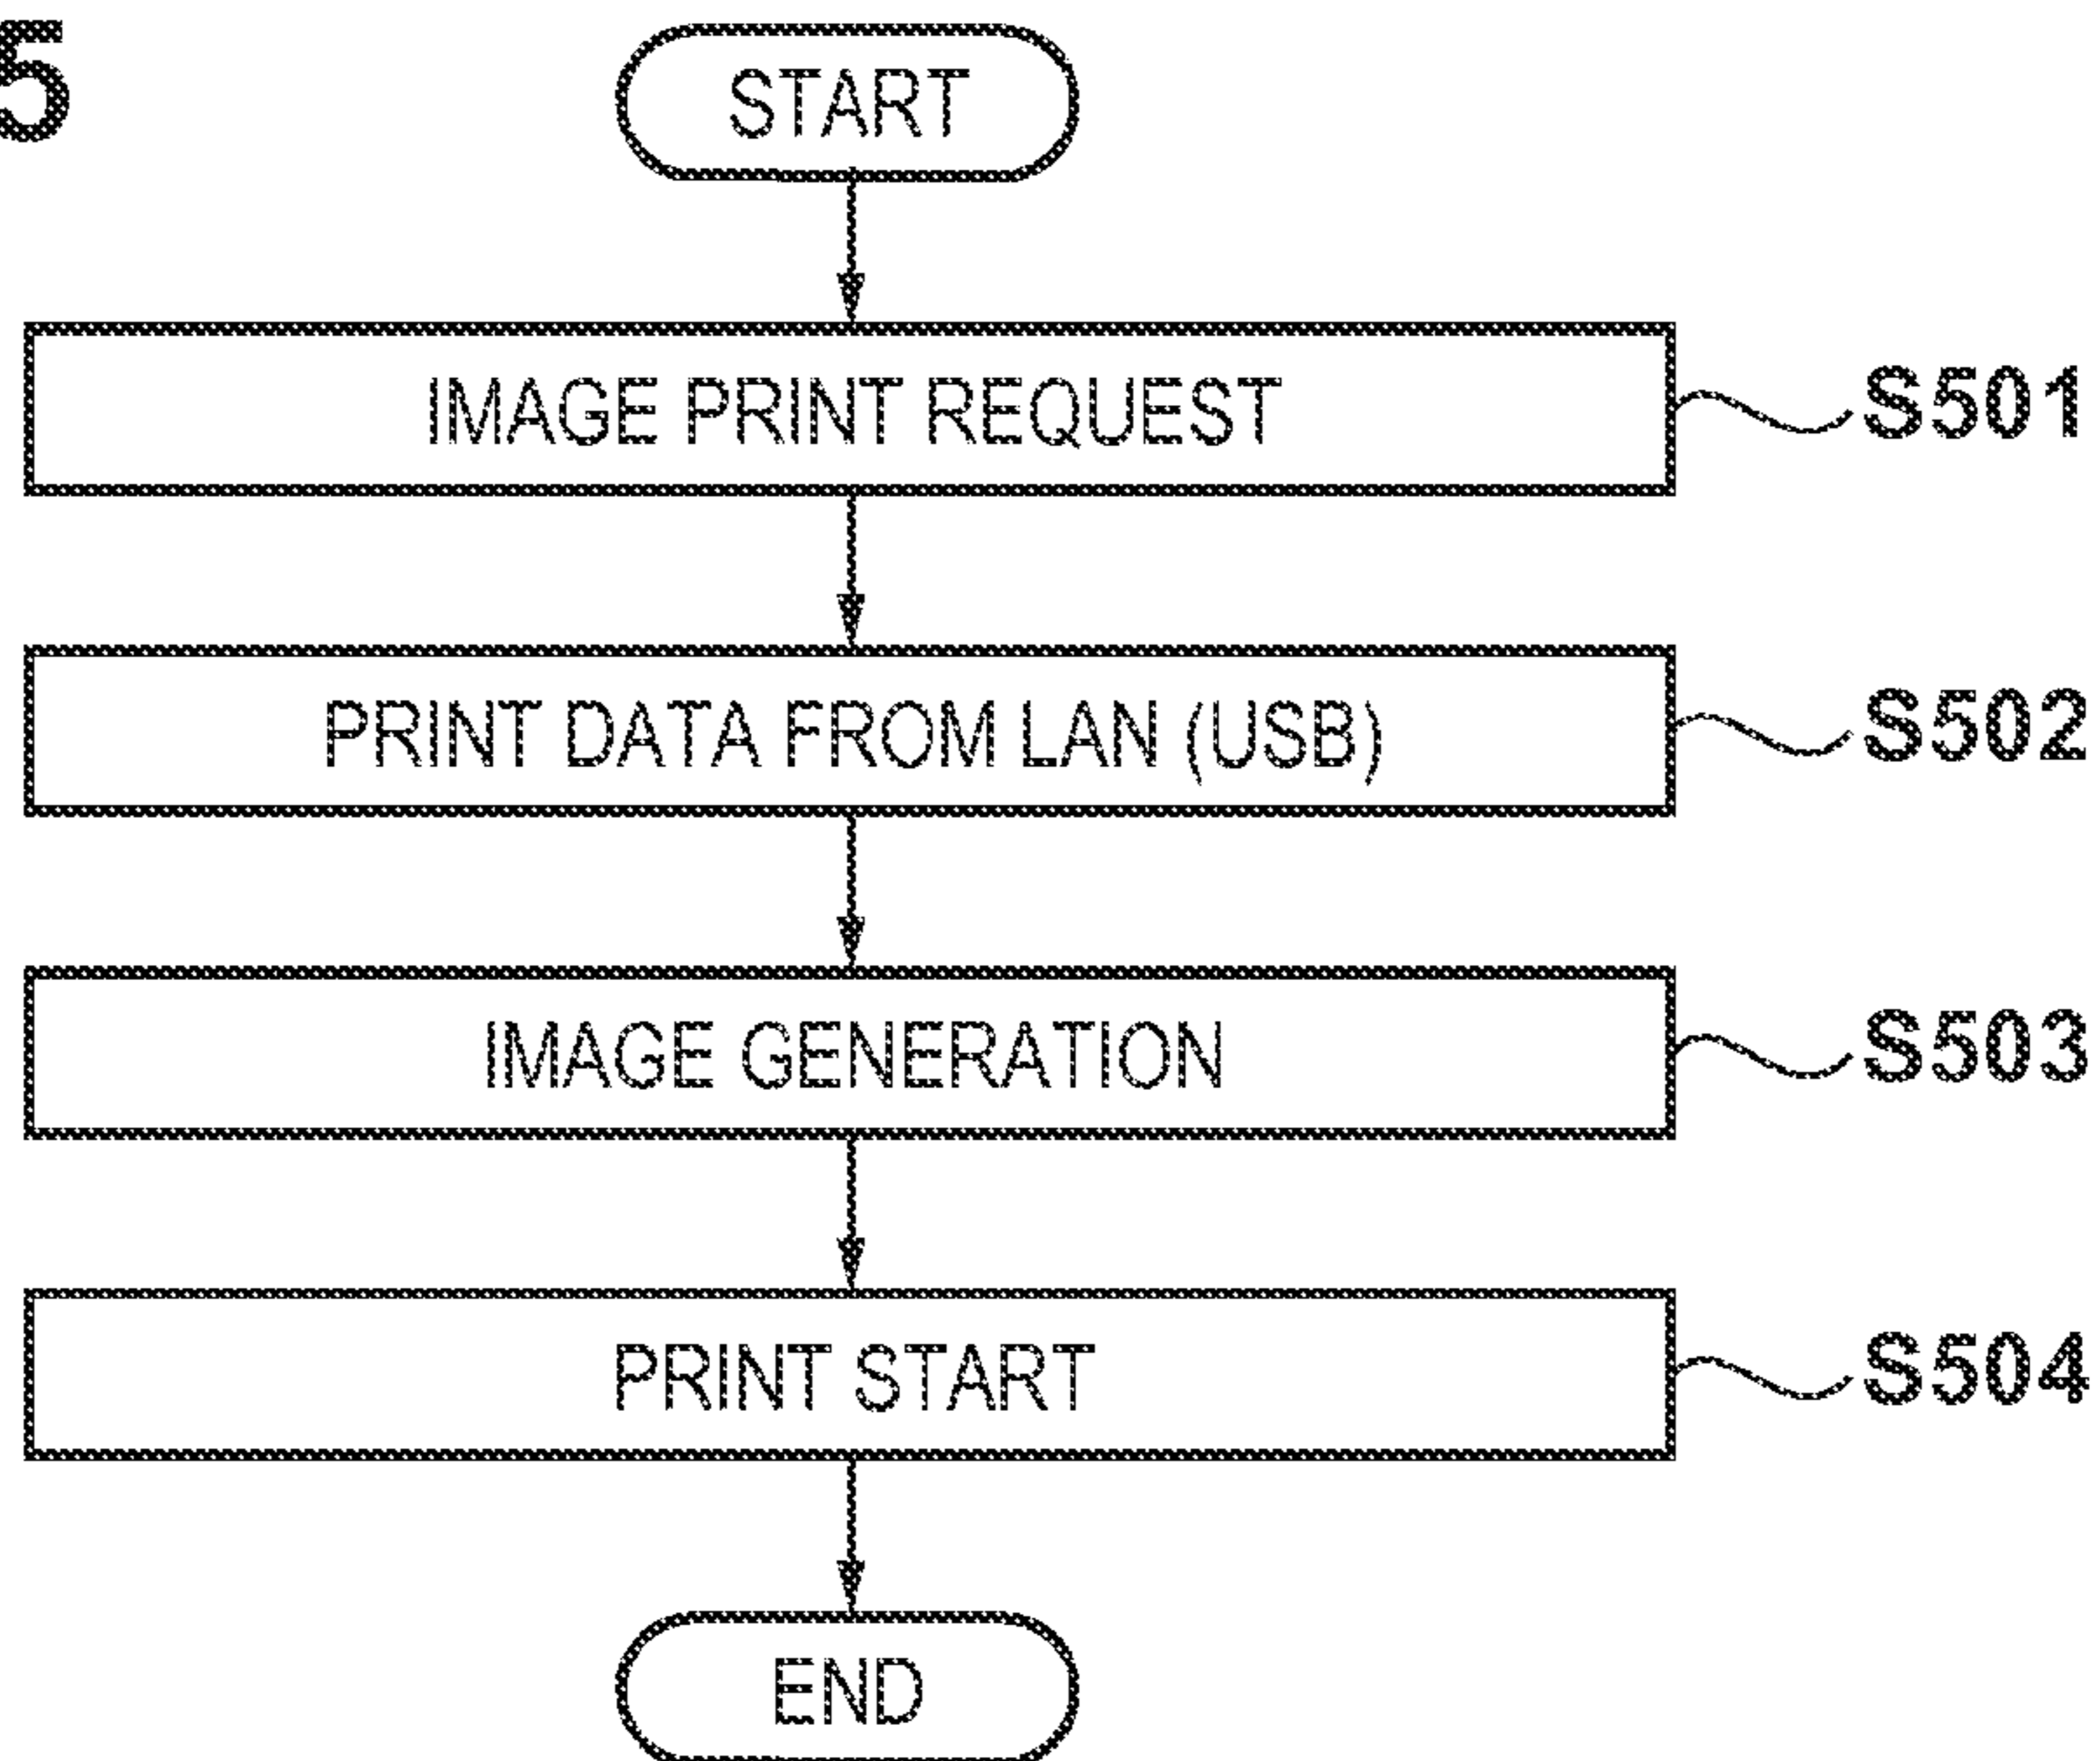 5
START
IMAGE PRINT REQUEST
S501
PRINT DATA FROM LAN (USB)
S502
IMAGE GENERATION
S503
PRINT START
S504
END